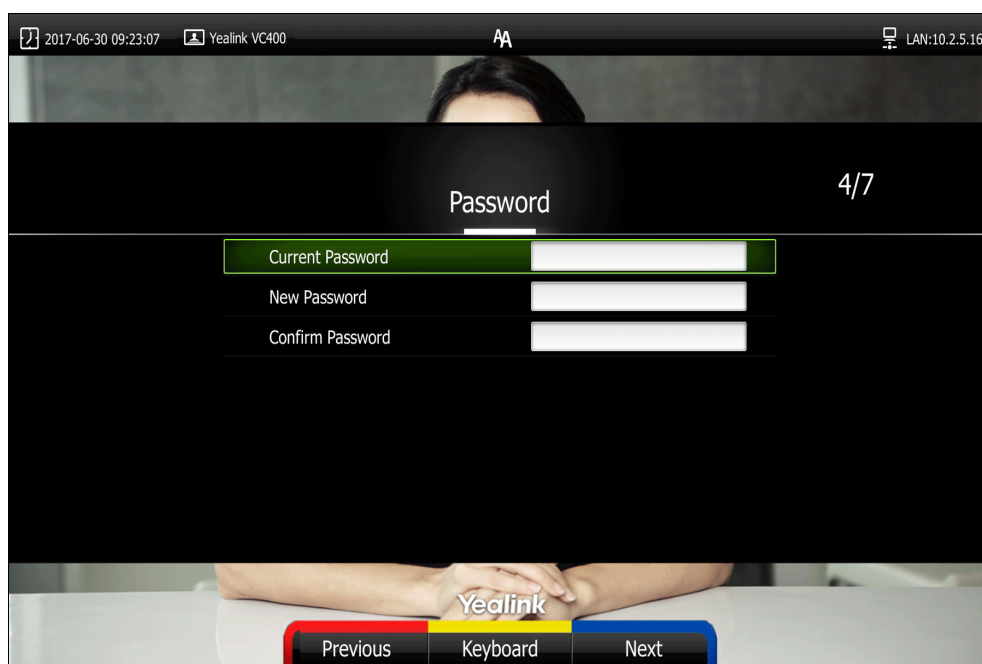 2017-06-30 09:23:07 Yealink VC400 AA LAN:10.2.5.16
4/7
Password
Current Password
New Password
Confirm Password
Yealink
Previous Keyboard Next